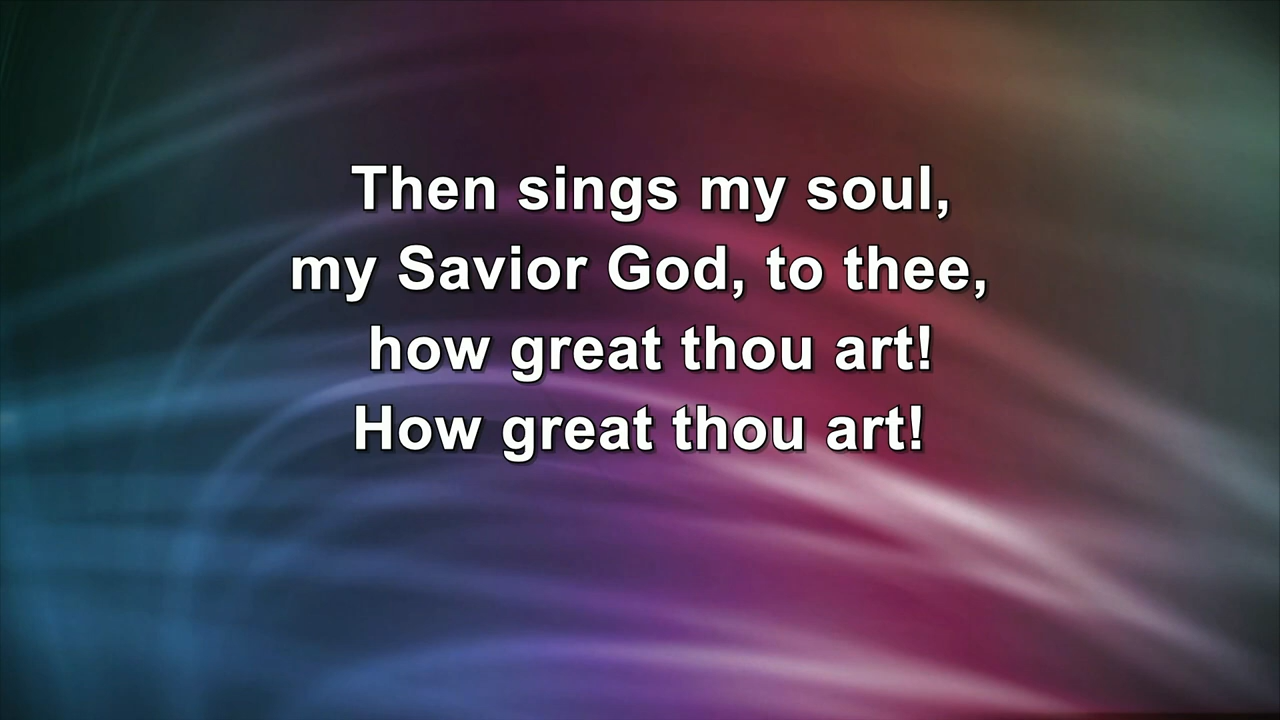 Then sings my soul,
my Savior God, to thee,
how great thou art!
How great thou art!